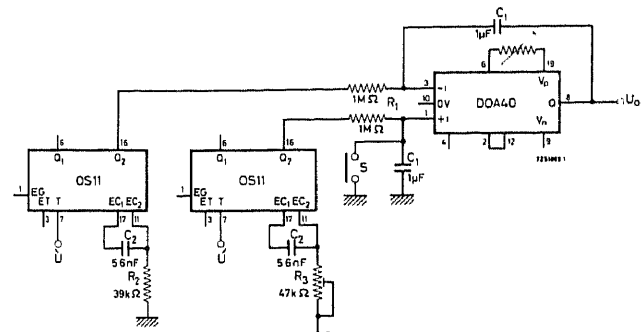 C1
1µF
6
19
Vp
3
-I
1MΩ
R1
10
0V
DOA40
Q
8
U0
1
+I
Vn
1MΩ
4
2
12
9
S
C1
1µF
6
16
Q1
Q2
OS11
1
EG
ET
T
EC1
EC2
3
7
17
11
C2
56nF
R2
39kΩ
U
6
16
Q1
Q2
OS11
1
EG
ET
T
EC1
EC2
3
7
17
11
C2
56nF
R3
47kΩ
U